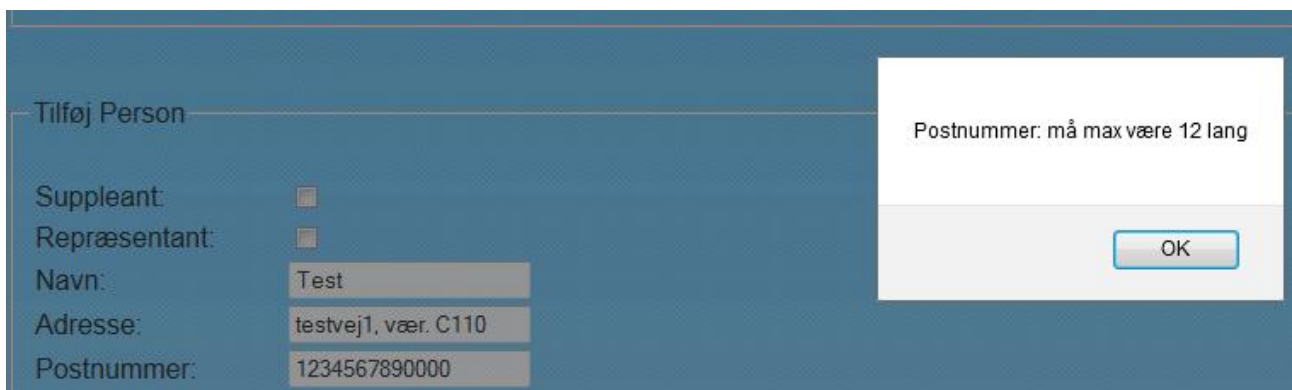 Tilføj Person
Postnummer: må max være 12 lang
OK
Suppleant:
Repræsentant:
Navn: Test
Adresse: testvej1, vær. C110
Postnummer: 1234567890000